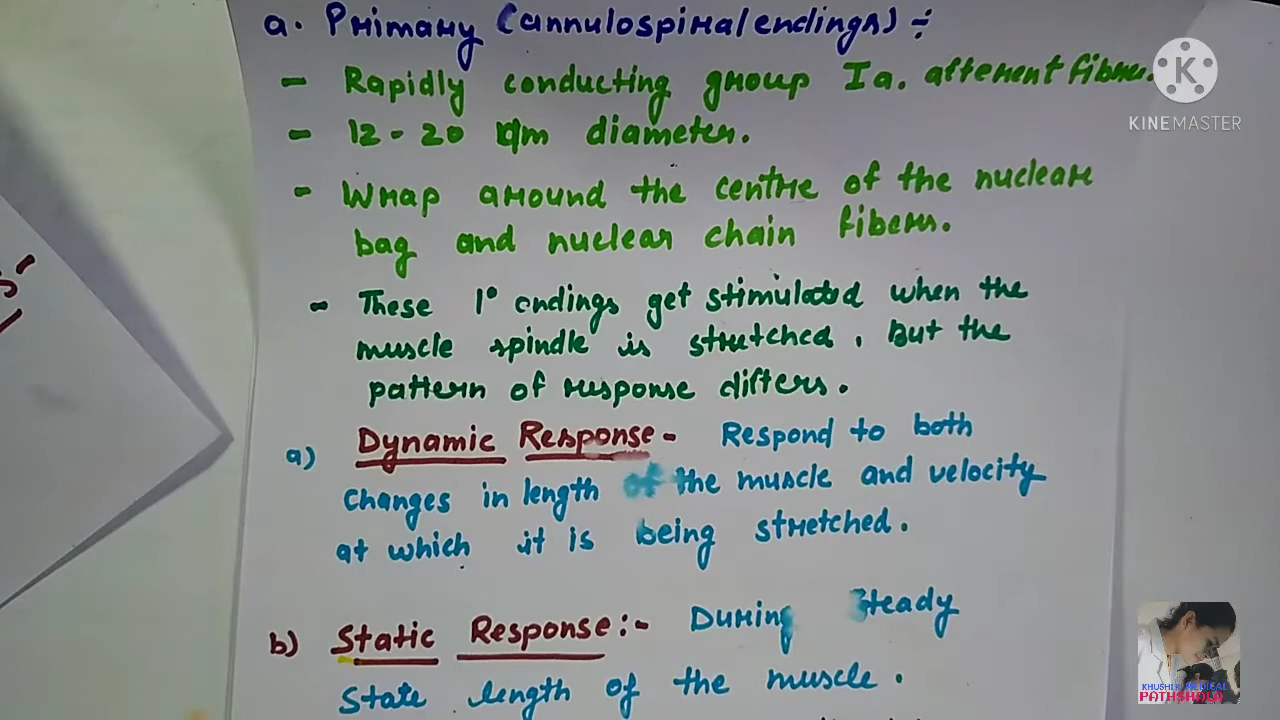 a. Primary (annulospiral endings) ÷
- Rapidly conducting group Ia. afferent fibres.
KINEMASTER
- 12-20 μm diameter.
- Wrap around the centre of the nuclear
bag and nuclear chain fibers.
- These 1° endings get stimulated when the
muscle spindle is stretched. But the
pattern of response differs.
a) Dynamic Response- Respond to both
changes in length of the muscle and velocity
at which it is being stretched.
b) Static Response:- During steady
state length of the muscle.
KHUSHI'S MEDICAL
PATHSHALA